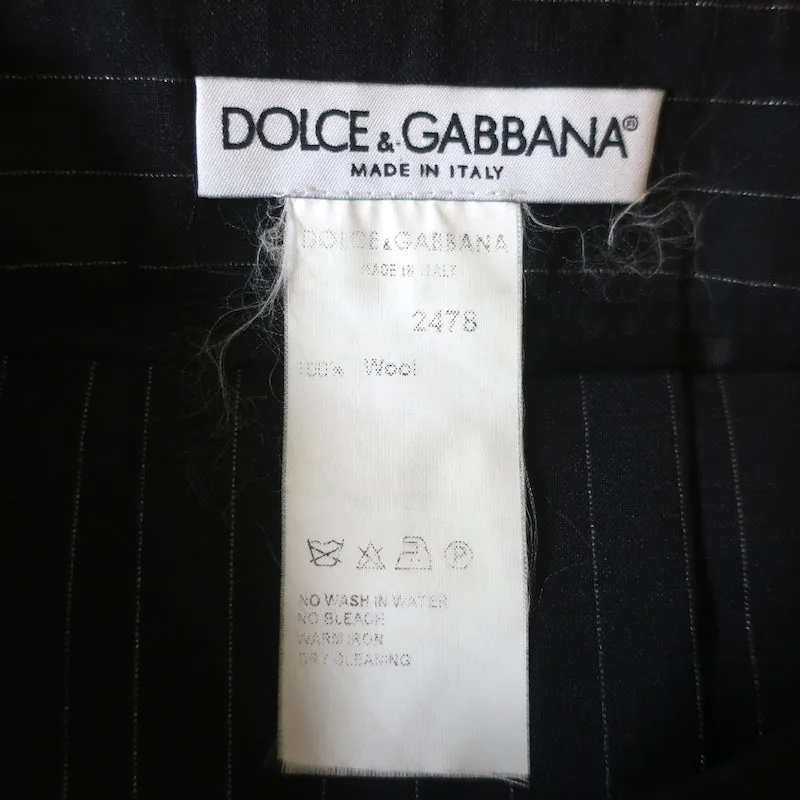 DOLCE & GABBANA®
MADE IN ITALY
DOLCE & GABBANA
MADE IN ITALY
2478
100% Wool
P
NO WASH IN WATER
NO BLEACH
WARM IRON
DRY CLEANING